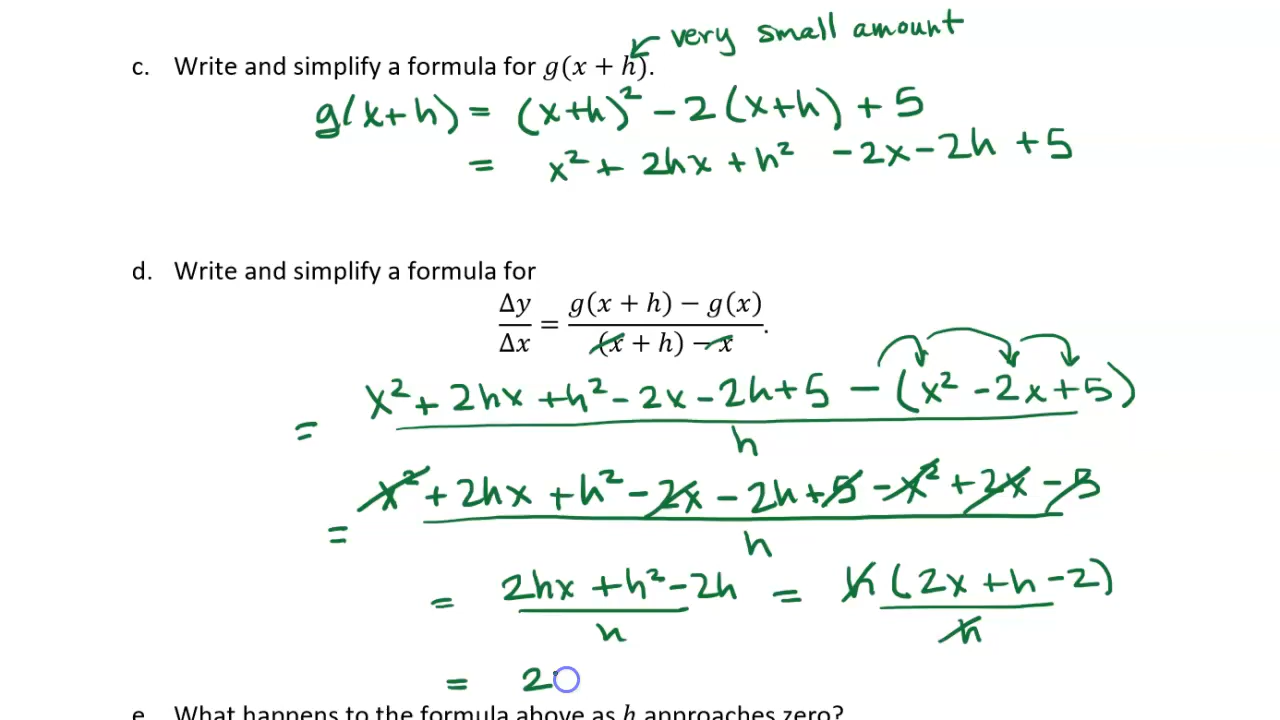 very small amount
c. Write and simplify a formula for g(x + h).
g(x+h) = (x+h)² - 2(x+h) + 5
= x² + 2hx + h² - 2x - 2h + 5
d. Write and simplify a formula for
Δy/Δx = (g(x + h) − g(x))/((x + h) − x).
= (x² + 2hx + h² - 2x - 2h + 5 - (x² - 2x + 5))/h
= (x² + 2hx + h² - 2x - 2h + 5 - x² + 2x - 5)/h
= (2hx + h² - 2h)/h = (h(2x + h - 2))/h
= 2
e. What happens to the formula above as h approaches zero?